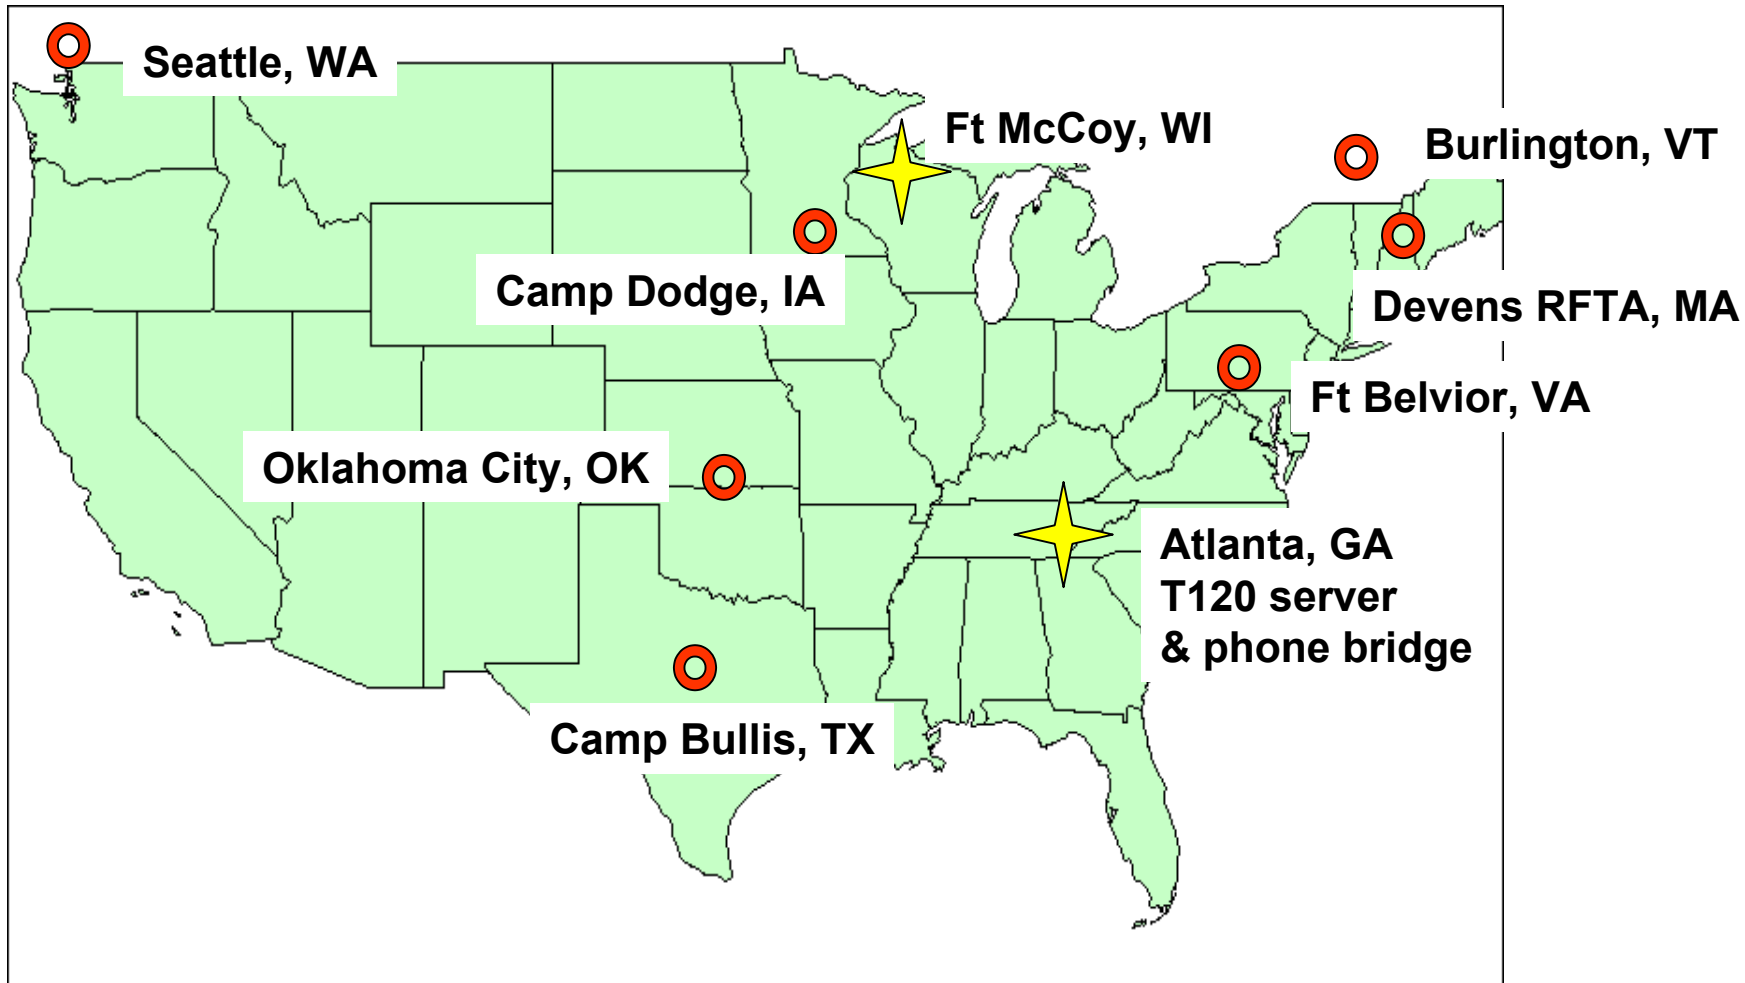 Seattle, WA
Ft McCoy, WI
Burlington, VT
Camp Dodge, IA
Devens RFTA, MA
Ft Belvior, VA
Oklahoma City, OK
Atlanta, GA
T120 server
& phone bridge
Camp Bullis, TX